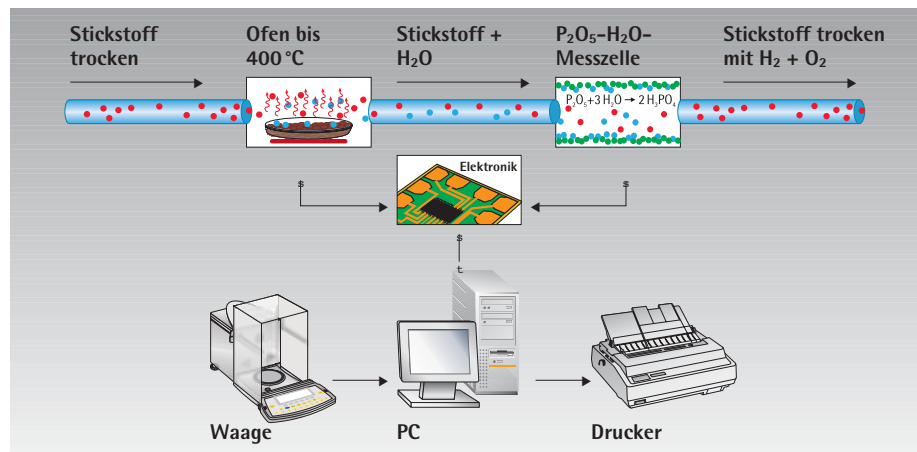 Stickstoff
trocken
Ofen bis
400 °C
Stickstoff +
H₂O
P₂O₅-H₂O-
Messzelle
Stickstoff trocken
mit H₂ + O₂
P₂O₅+3 H₂O → 2 H₃PO₄
Elektronik
$
$
$
t
Waage
PC
Drucker